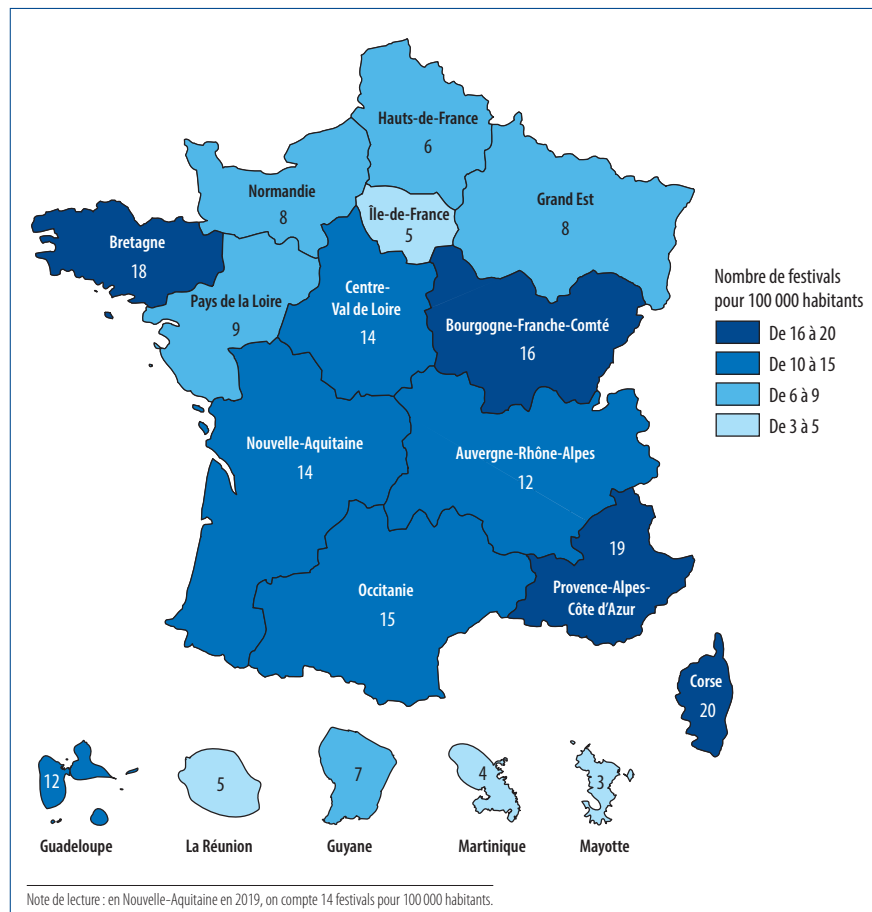 Hauts-de-France
6
Normandie
8
Île-de-France
5
Grand Est
8
Bretagne
18
Pays de la Loire
9
Centre-
Val de Loire
14
Bourgogne-Franche-Comté
16
Nombre de festivals
pour 100 000 habitants
De 16 à 20
De 10 à 15
De 6 à 9
De 3 à 5
Nouvelle-Aquitaine
14
Auvergne-Rhône-Alpes
12
19
Provence-Alpes-
Côte d'Azur
Occitanie
15
Corse
20
12
Guadeloupe
5
La Réunion
7
Guyane
4
Martinique
3
Mayotte
Note de lecture : en Nouvelle-Aquitaine en 2019, on compte 14 festivals pour 100 000 habitants.